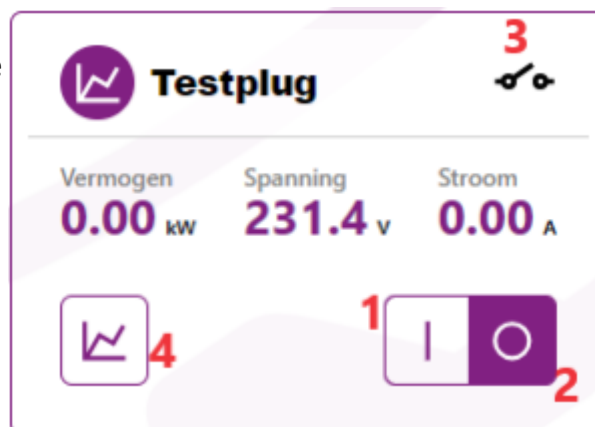 3
e
Testplug
Vermogen Spanning Stroom
0.00 kW 231.4 V 0.00 A
1
4
2